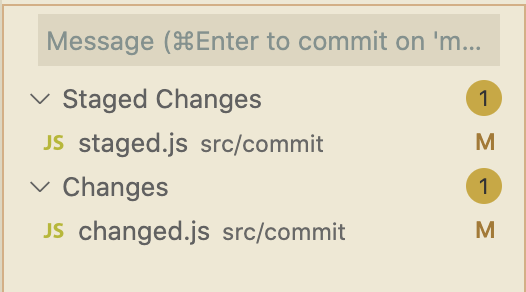 Message (⌘Enter to commit on 'm...
Staged Changes 1
JS staged.js src/commit M
Changes 1
JS changed.js src/commit M